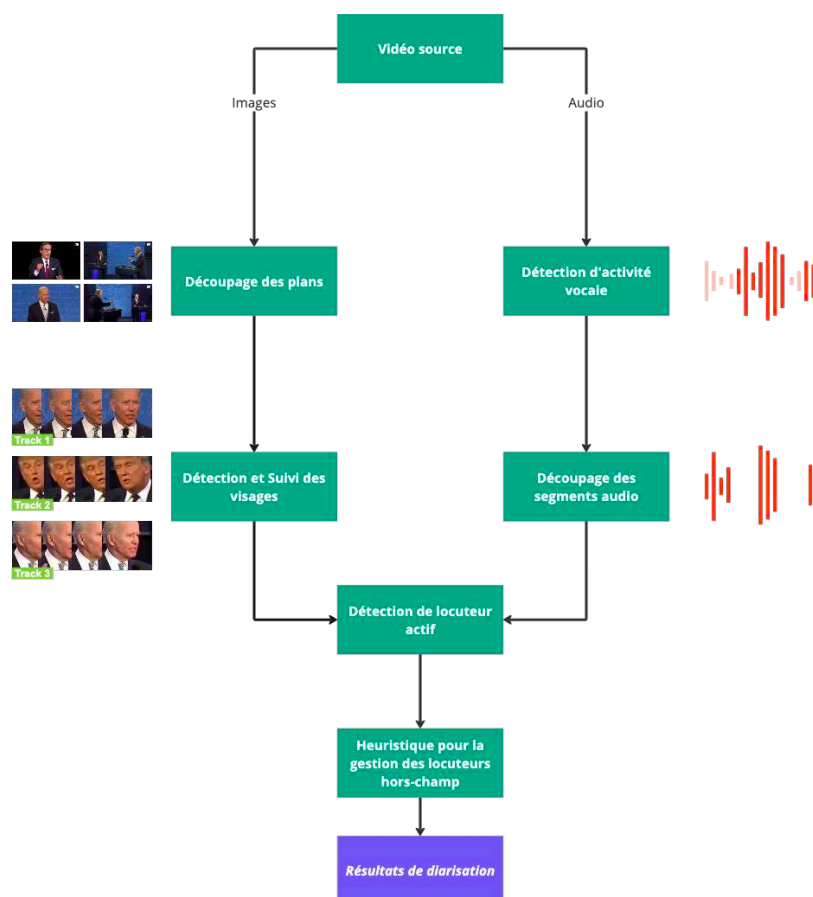 Vidéo source
Images
Audio
Découpage des plans
Détection d'activité
vocale
Track 1
Track 2
Track 3
Détection et Suivi des
visages
Découpage des
segments audio
Détection de locuteur
actif
Heuristique pour la
gestion des locuteurs
hors-champ
Résultats de diarisation